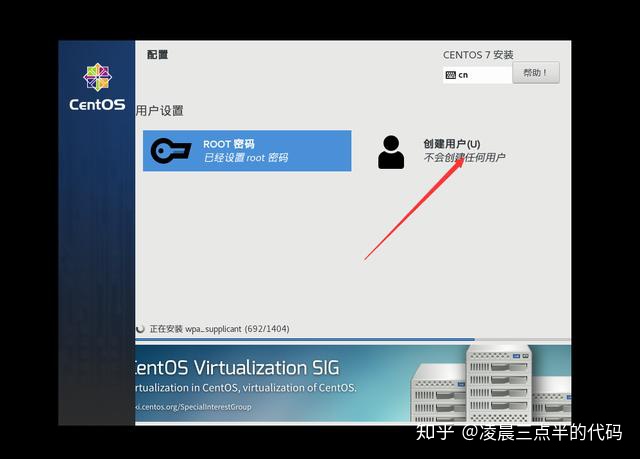 配置
CENTOS 7 安装
cn
帮助！
CentOS
用户设置
ROOT 密码
已经设置 root 密码
创建用户(U)
不会创建任何用户
正在安装 wpa_supplicant (692/1404)
entOS Virtualization SIG
rtualization in CentOS, virtualization of CentOS.
ki.centos.org/SpecialInterestGroup
知乎 @凌晨三点半的代码